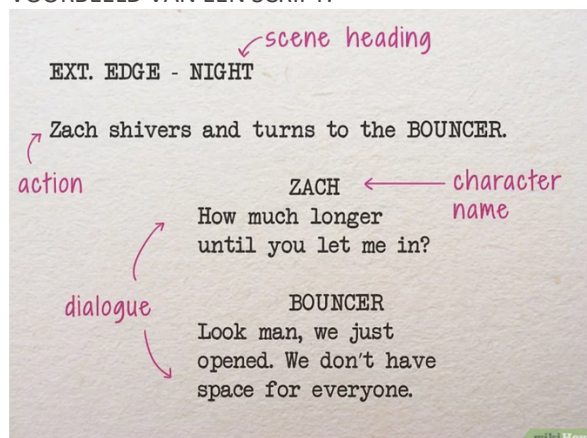 VOORBEELD VAN EEN SCRIPT:
scene heading
EXT. EDGE - NIGHT
Zach shivers and turns to the BOUNCER.
action
ZACH
character
name
How much longer
until you let me in?
dialogue
BOUNCER
Look man, we just
opened. We don't have
space for everyone.